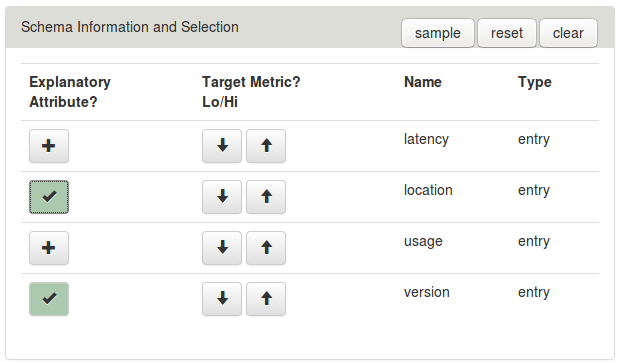 Schema Information and Selection
sample reset clear
Explanatory Attribute? Target Metric? Lo/Hi Name Type
latency entry
location entry
usage entry
version entry